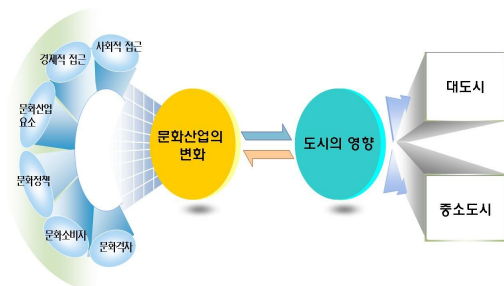 사회적 접근
경제적 접근
문화산업
요소
문화정책
문화소비자
문화격차
문화산업의
변화
도시의 영향
대도시
중소도시